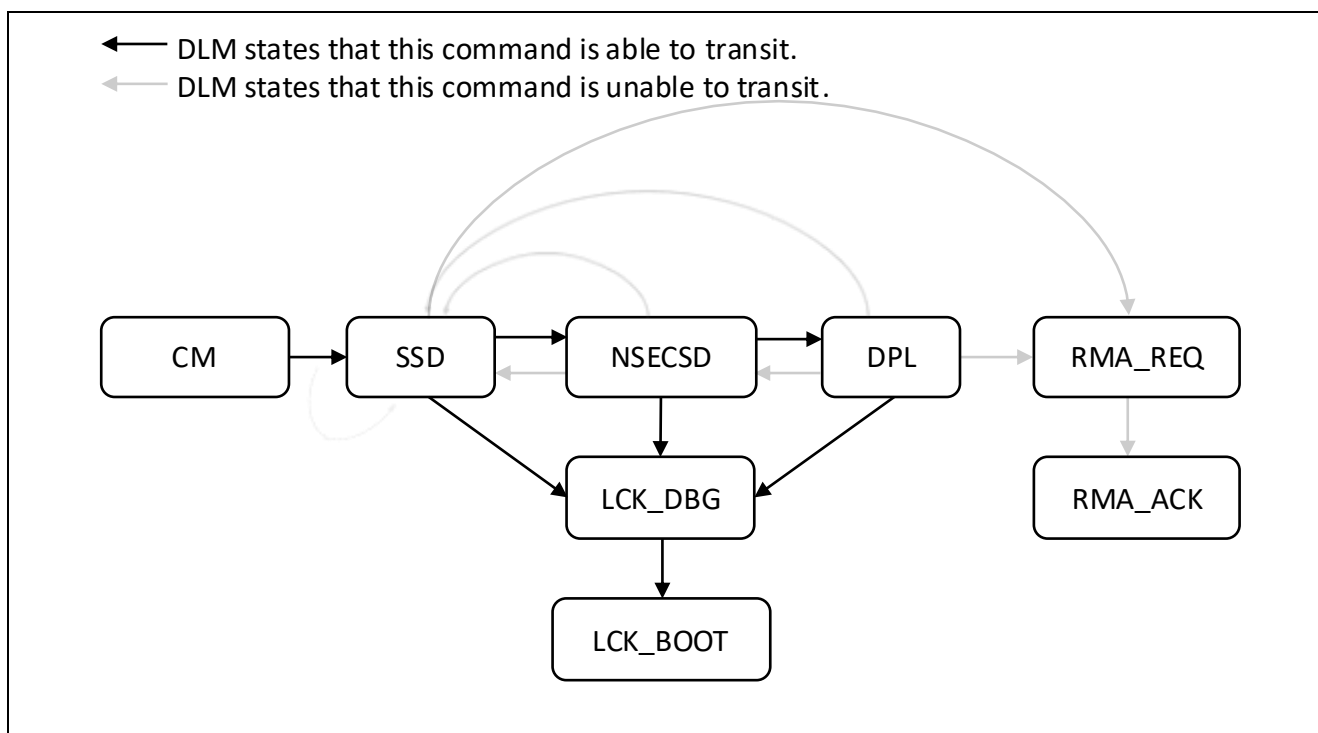 DLM states that this command is able to transit.
DLM states that this command is unable to transit.
CM
SSD
NSECSD
DPL
RMA_REQ
LCK_DBG
RMA_ACK
LCK_BOOT